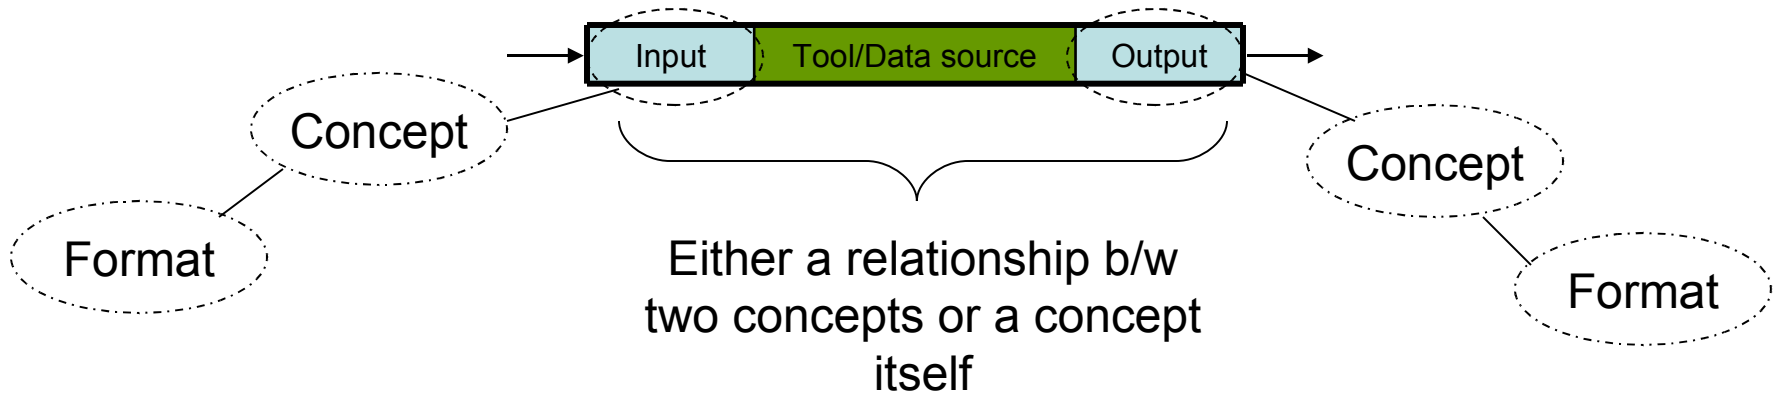 Input
Tool/Data source
Output
Concept
Concept
Format
Format
Either a relationship b/w
two concepts or a concept
itself